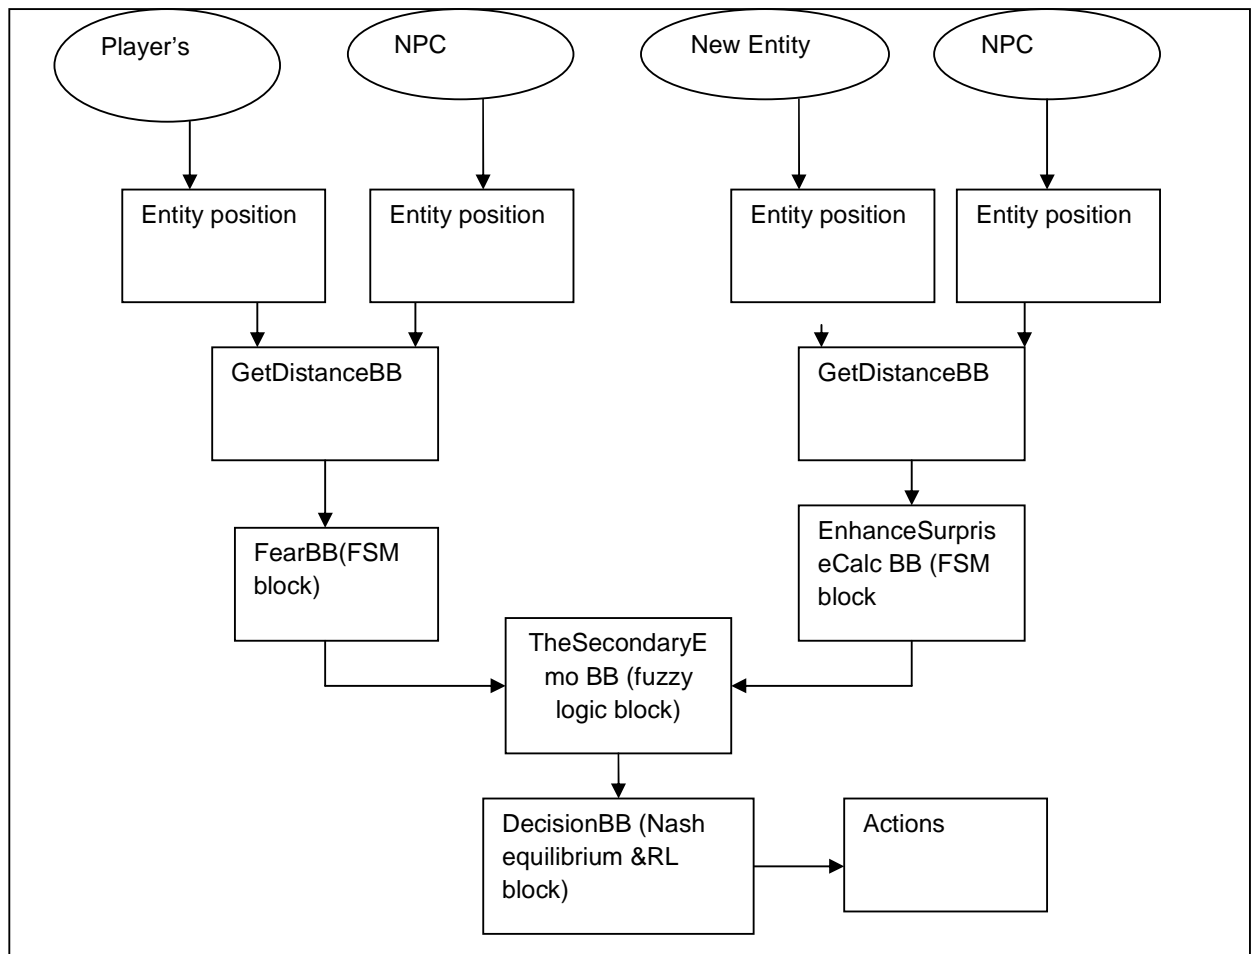 Player's
NPC
New Entity
NPC
Entity position
Entity position
Entity position
Entity position
GetDistanceBB
GetDistanceBB
FearBB(FSM
block)
EnhanceSurpris
eCalc BB (FSM
block
TheSecondaryE
mo BB (fuzzy
logic block)
DecisionBB (Nash
equilibrium &RL
block)
Actions